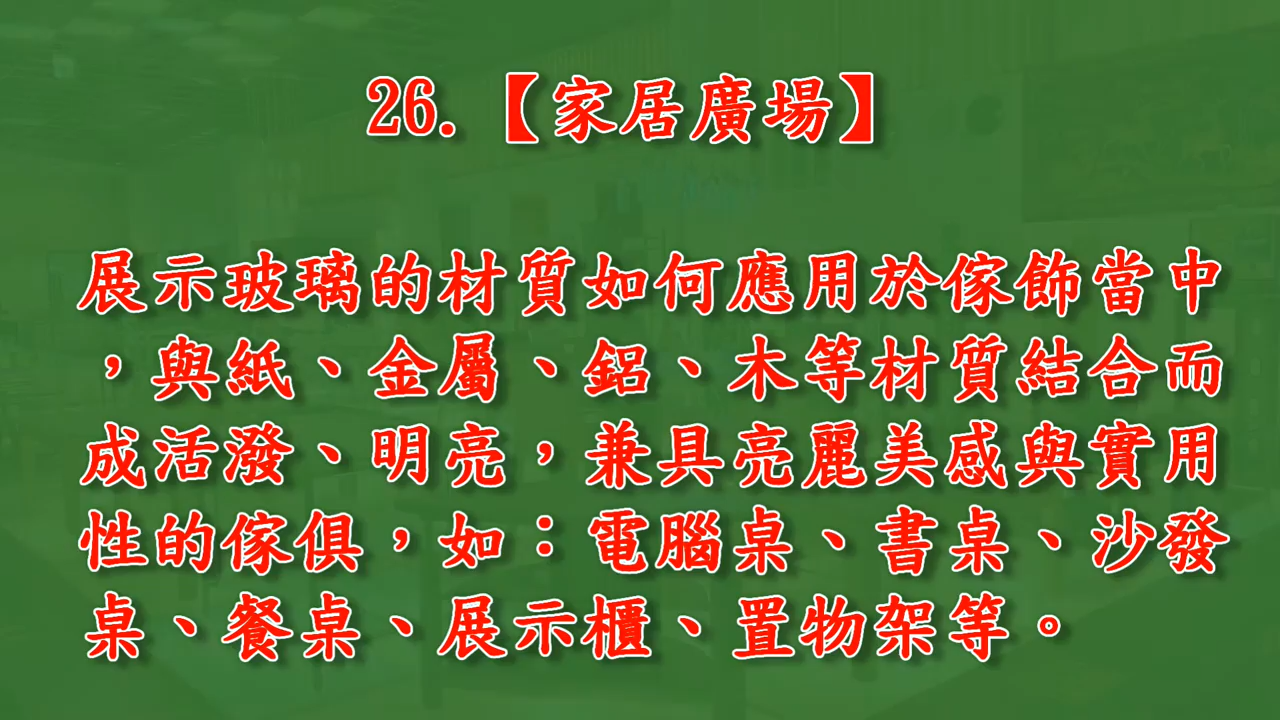 26.【家居廣場】
展示玻璃的材質如何應用於傢飾當中
，與紙、金屬、鋁、木等材質結合而
成活潑、明亮，兼具亮麗美感與實用
性的傢俱，如：電腦桌、書桌、沙發
桌、餐桌、展示櫃、置物架等。